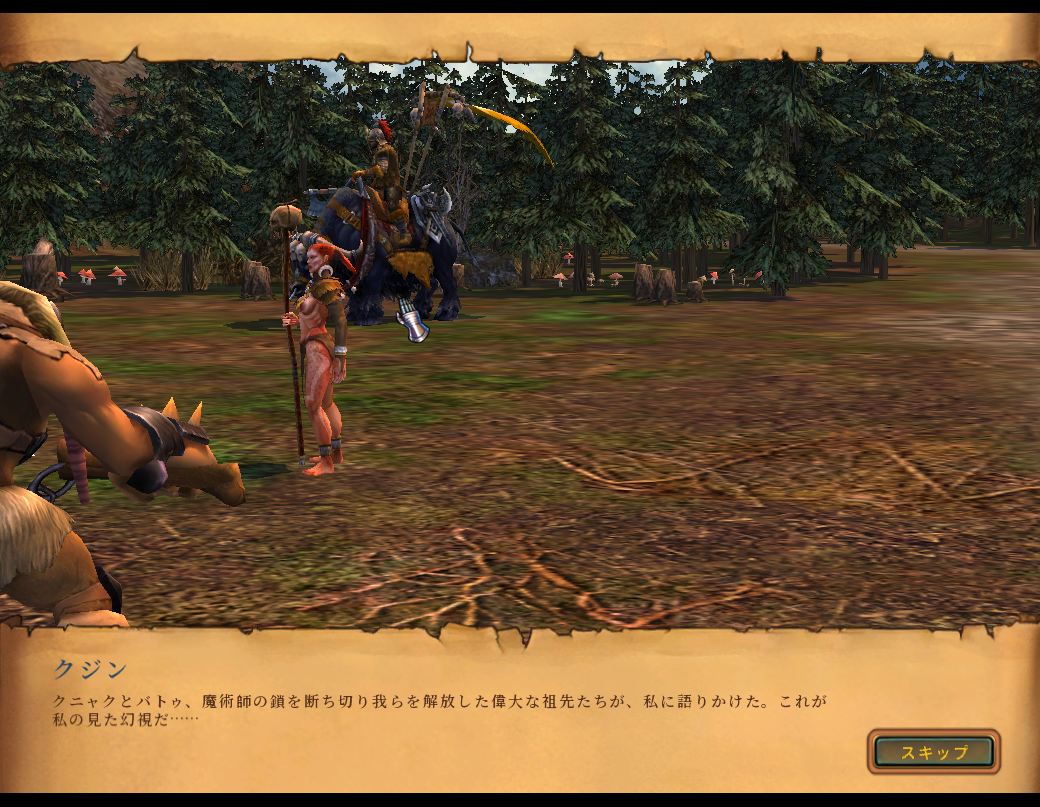 クジン
クニャクとバトゥ、魔術師の鎖を断ち切り我らを解放した偉大な祖先たちが、私に語りかけた。これが
私の見た幻視だ……
スキップ